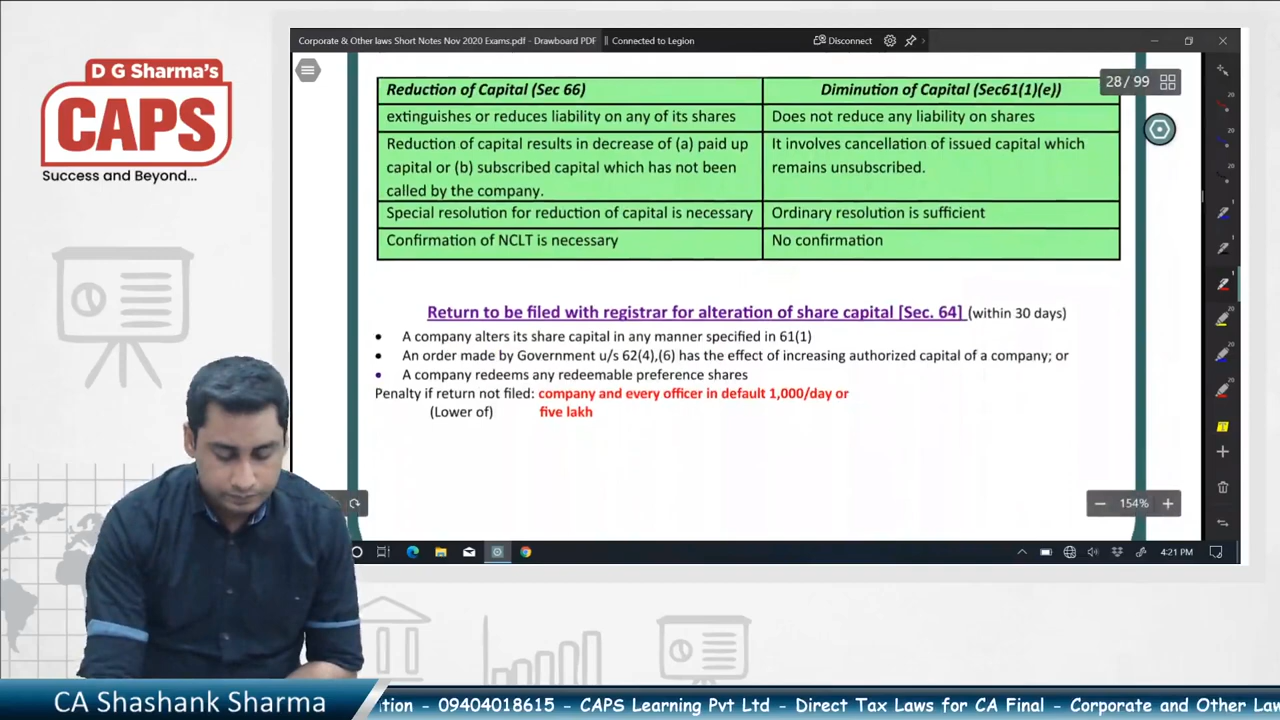 D G Sharma's
CAPS
Success and Beyond...
Corporate & Other laws Short Notes Nov 2020 Exams.pdf - Drawboard PDF
Connected to Legion
Disconnect
28 / 99
Reduction of Capital (Sec 66)
Diminution of Capital (Sec61(1)(e))
extinguishes or reduces liability on any of its shares
Does not reduce any liability on shares
Reduction of capital results in decrease of (a) paid up
capital or (b) subscribed capital which has not been
called by the company.
It involves cancellation of issued capital which
remains unsubscribed.
Special resolution for reduction of capital is necessary
Ordinary resolution is sufficient
Confirmation of NCLT is necessary
No confirmation
Return to be filed with registrar for alteration of share capital [Sec. 64] (within 30 days)
• A company alters its share capital in any manner specified in 61(1)
• An order made by Government u/s 62(4),(6) has the effect of increasing authorized capital of a company; or
• A company redeems any redeemable preference shares
Penalty if return not filed: company and every officer in default 1,000/day or
(Lower of) five lakh
154%
4:21 PM
CA Shashank Sharma
ition - 09404018615 - CAPS Learning Pvt Ltd - Direct Tax Laws for CA Final - Corporate and Other Law